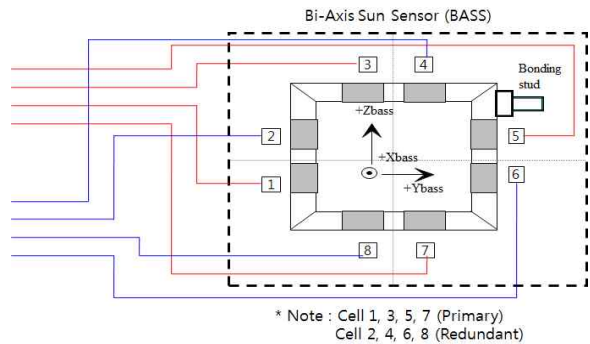 Bi-Axis Sun Sensor (BASS)
3
4
Bonding
stud
+Zbass
2
5
+Xbass
1
+Ybass
6
8
7
* Note : Cell 1, 3, 5, 7 (Primary)
Cell 2, 4, 6, 8 (Redundant)